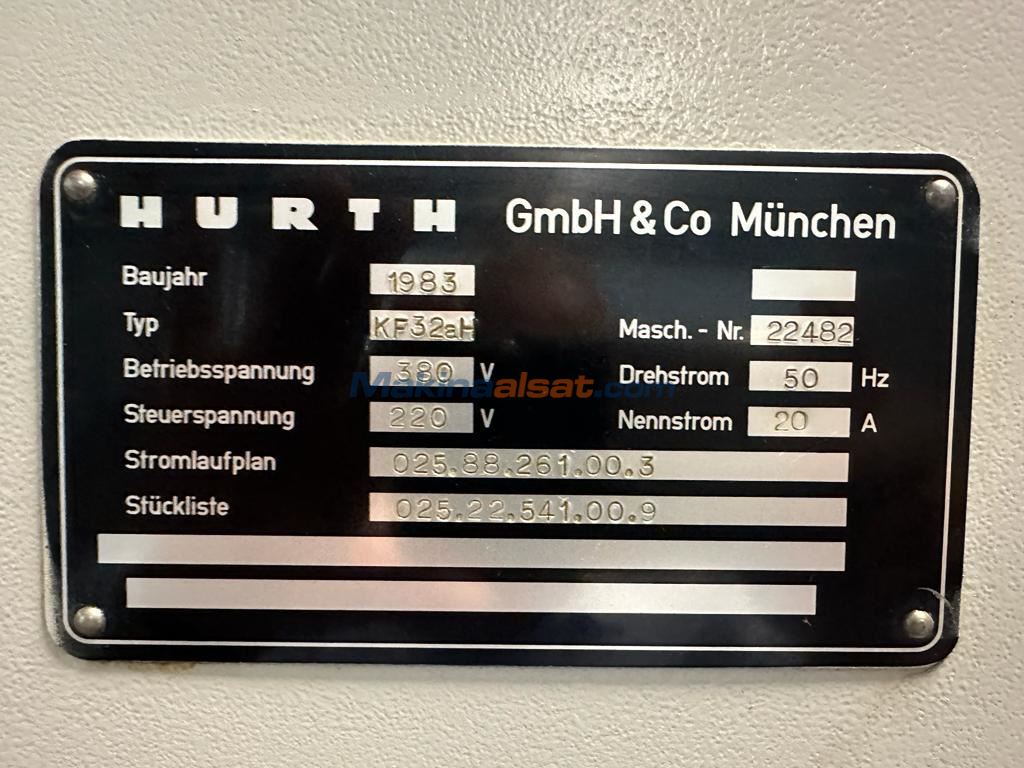 HURTH GmbH & Co München
Baujahr 1983
Typ KF32aH Masch. - Nr. 22482
Betriebsspannung 380 V Drehstrom 50 Hz
Makinaalsat.com
Steuerspannung 220 V Nennstrom 20 A
Stromlaufplan 025.88.261.00.3
Stückliste 025.22.541.00.9